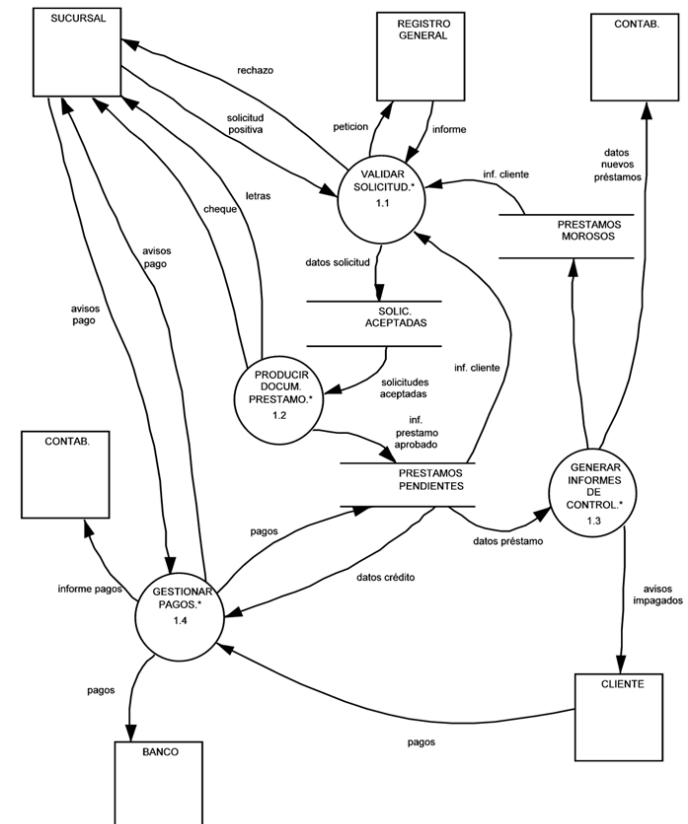 SUCURSAL
REGISTRO
GENERAL
CONTAB.
rechazo
solicitud
positiva
peticion
informe
datos
nuevos
préstamos
VALIDAR
SOLICITUD.*
1.1
inf. cliente
letras
cheque
PRESTAMOS
MOROSOS
avisos
pago
datos solicitud
avisos
pago
SOLIC.
ACEPTADAS
PRODUCIR
DOCUM.
PRESTAMO.*
1.2
solicitudes
aceptadas
inf. cliente
inf.
prestamo
aprobado
CONTAB.
PRESTAMOS
PENDIENTES
GENERAR
INFORMES
DE
CONTROL.*
1.3
pagos
datos préstamo
datos crédito
informe pagos
GESTIONAR
PAGOS.*
1.4
avisos
impagados
pagos
CLIENTE
pagos
BANCO